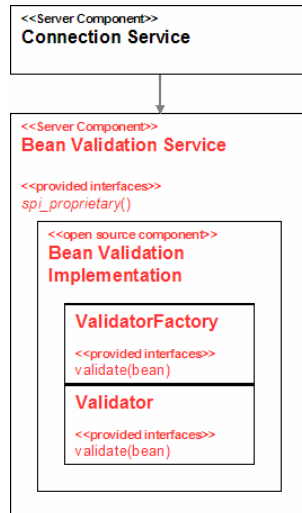 <<Server Component>>
Connection Service
<<Server Component>>
Bean Validation Service
<<provided interfaces>>
spi_proprietary()
<<open source component>>
Bean Validation
Implementation
ValidatorFactory
<<provided interfaces>>
validate(bean)
Validator
<<provided interfaces>>
validate(bean)